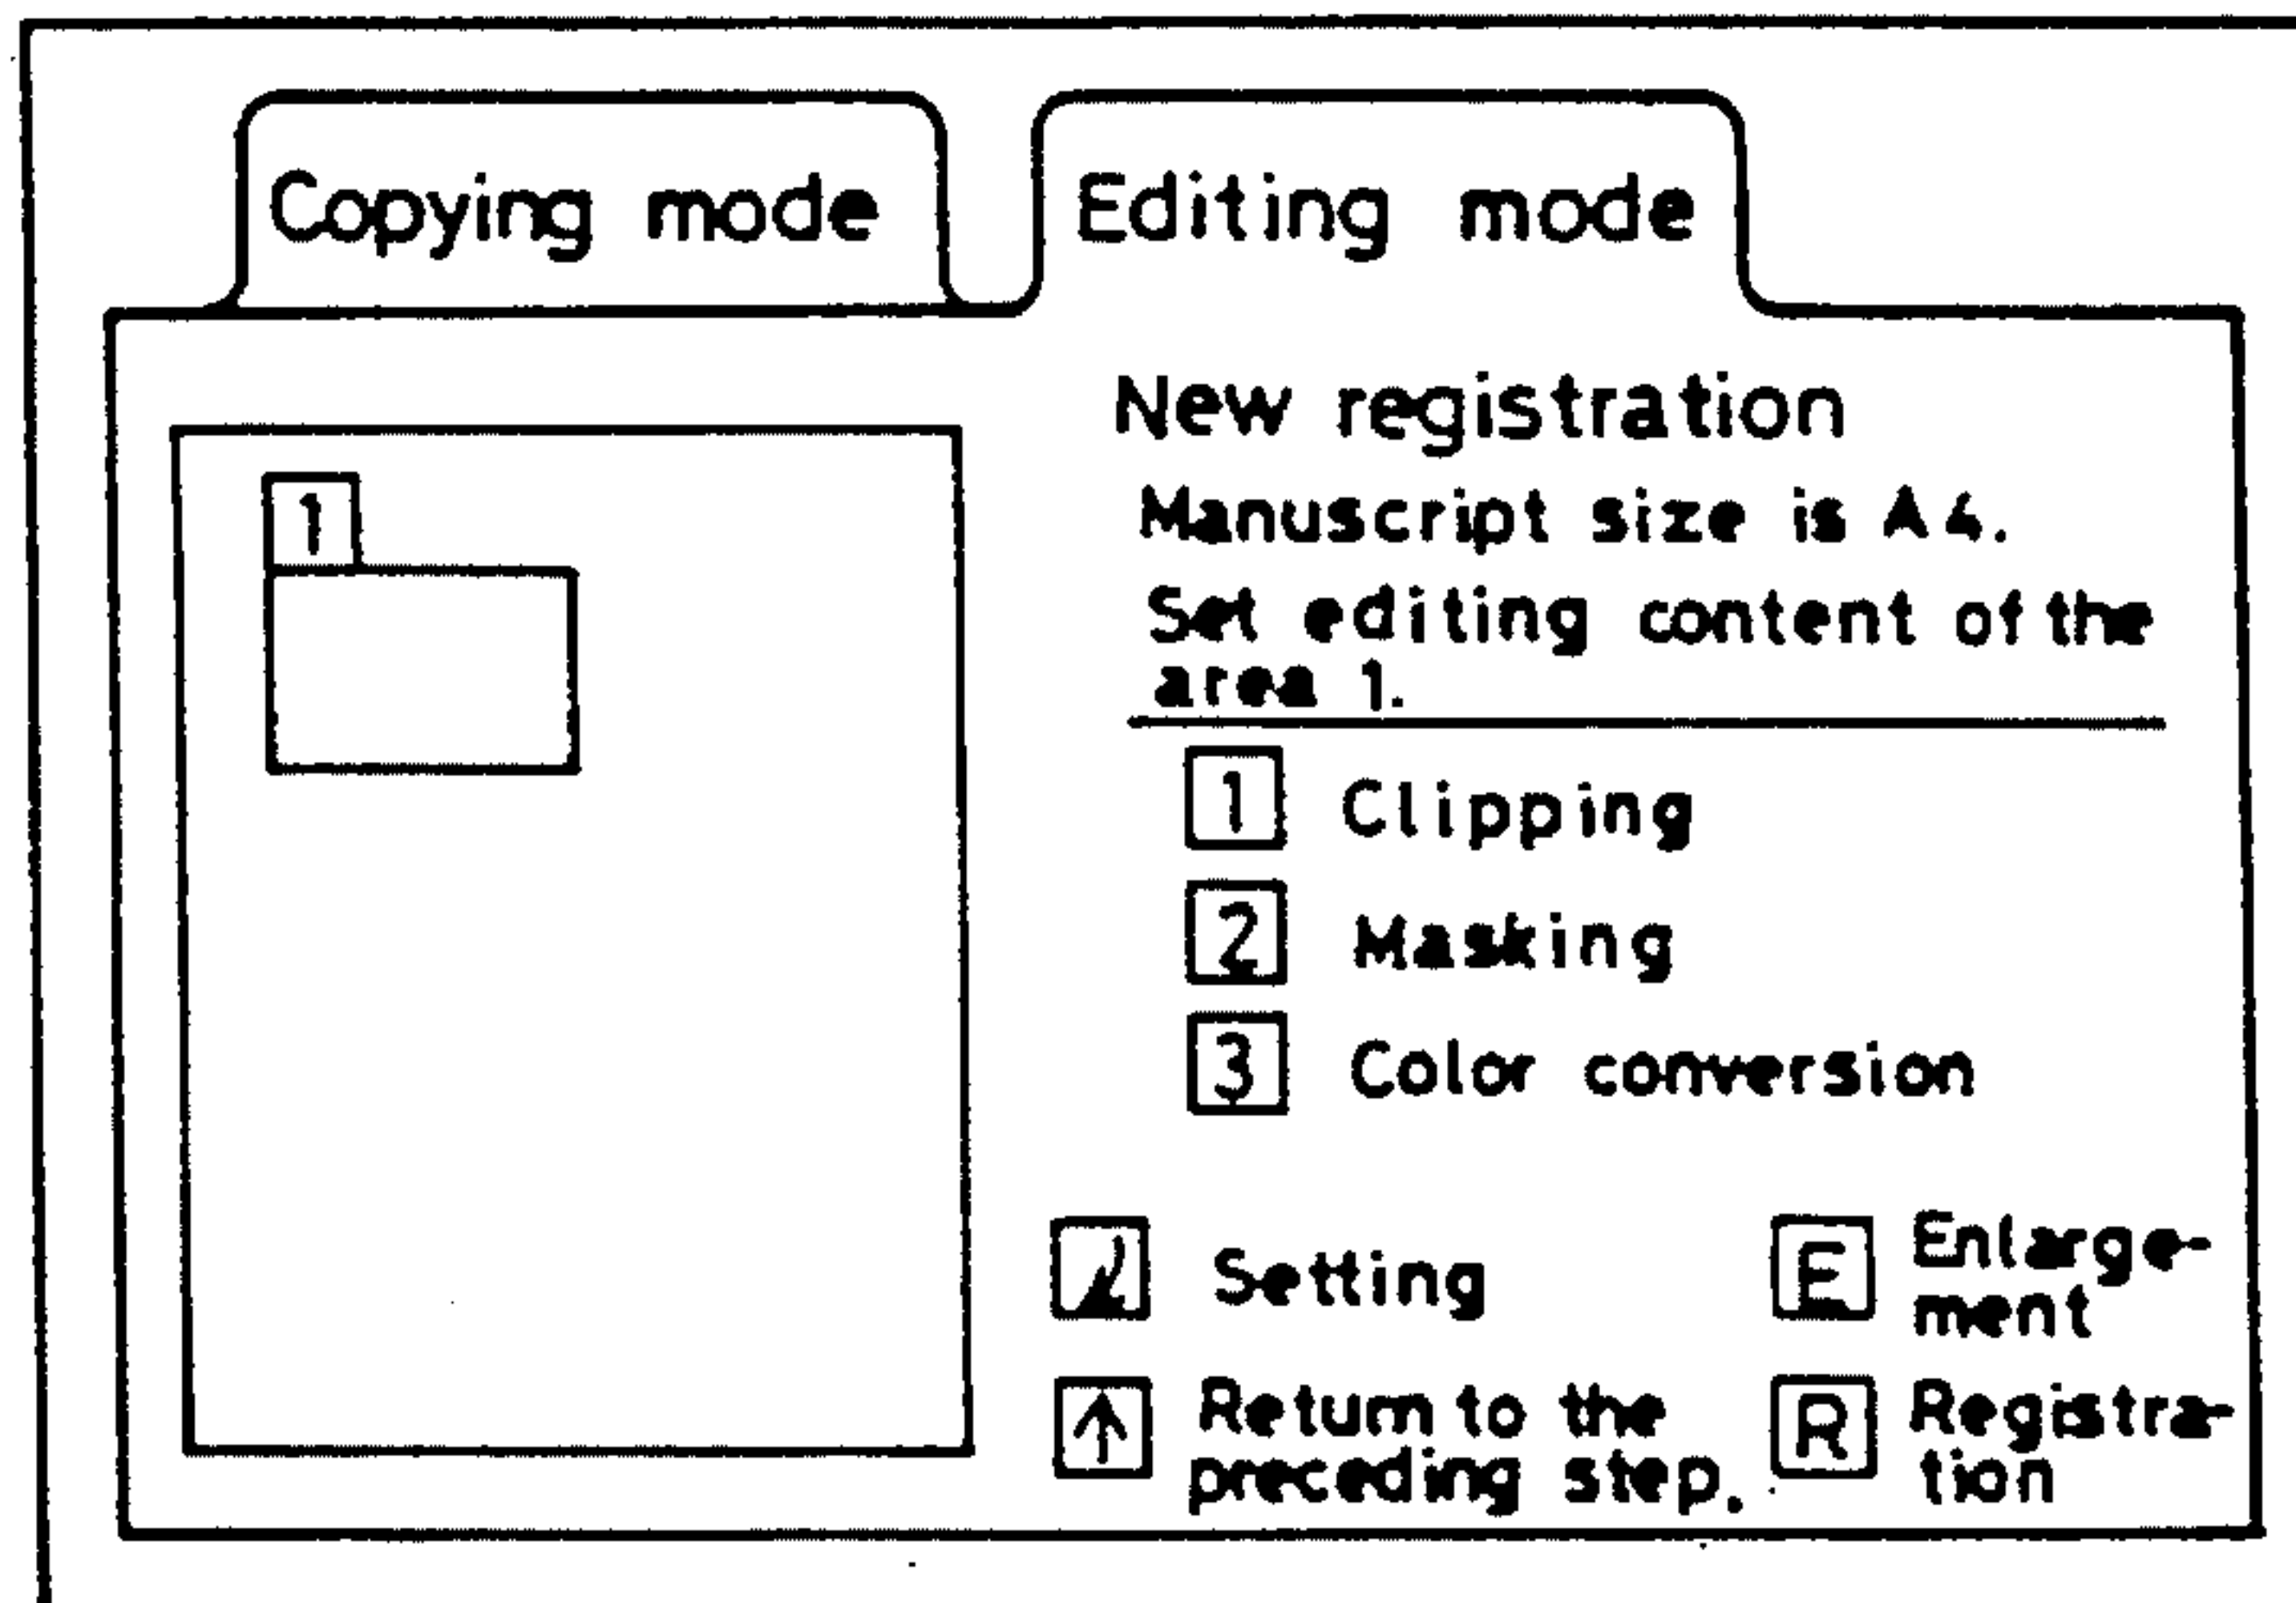 Copying mode
Editing mode
New registration
Manuscript size is A4.
Set editing content of the
area 1.
1
1 Clipping
2 Masking
3 Color conversion
Setting
E Enlarge-
ment
↑ Return to the
preceding step.
R Registra-
tion